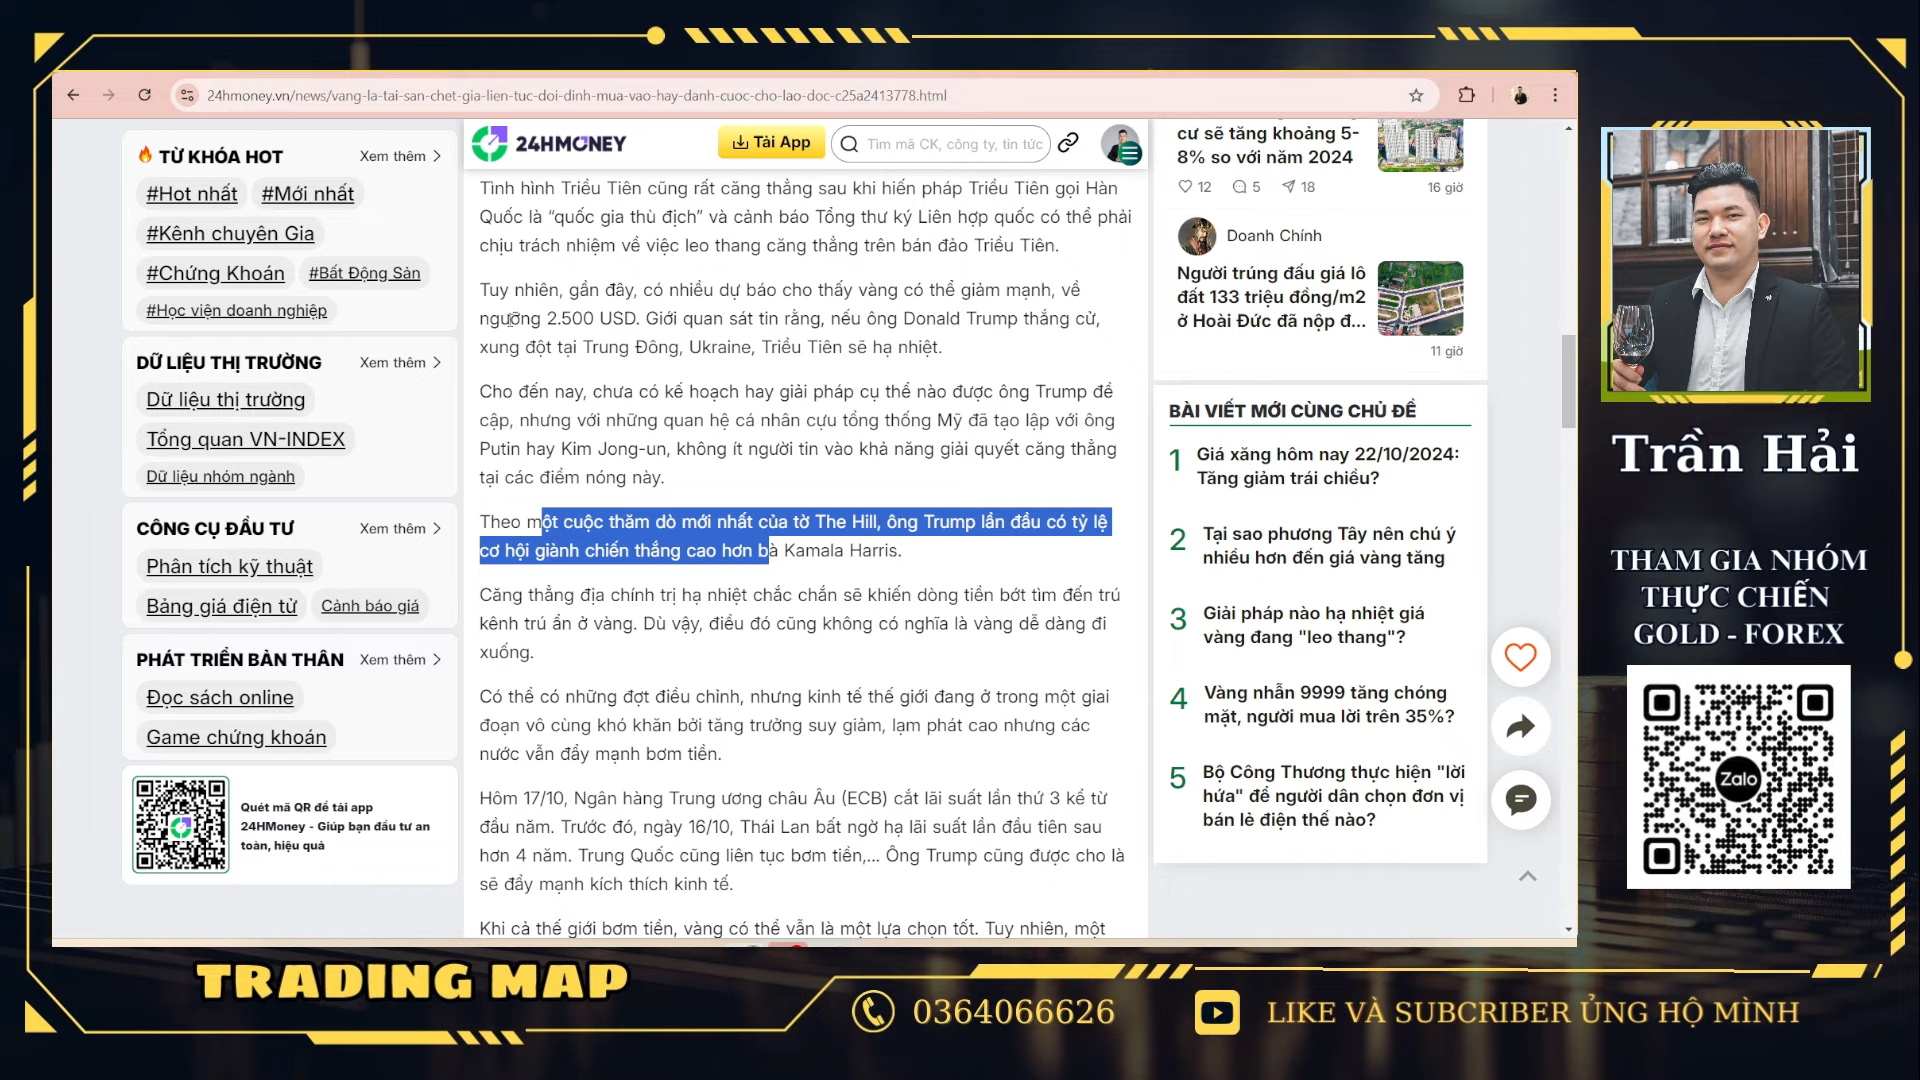 24hmoney.vn/news/vang-la-tai-san-chet-gia-lien-tuc-doi-dinh-mua-vao-hay-danh-cuoc-cho-lao-doc-c25a2413778.html
TỪ KHÓA HOT
Xem thêm
#Hot nhất
#Mới nhất
#Kênh chuyên Gia
#Chứng Khoán
#Bất Động Sản
#Học viện doanh nghiệp
DỮ LIỆU THỊ TRƯỜNG
Xem thêm
Dữ liệu thị trường
Tổng quan VN-INDEX
Dữ liệu nhóm ngành
CÔNG CỤ ĐẦU TƯ
Xem thêm
Phân tích kỹ thuật
Bảng giá điện tử
Cảnh báo giá
PHÁT TRIỂN BẢN THÂN
Xem thêm
Đọc sách online
Game chứng khoán
Quét mã QR để tải app
24HMoney - Giúp bạn đầu tư an
toàn, hiệu quả
24HMONEY
Tải App
Tìm mã CK, công ty, tin tức
Tình hình Triều Tiên cũng rất căng thẳng sau khi hiến pháp Triều Tiên gọi Hàn
Quốc là “quốc gia thù địch” và cảnh báo Tổng thư ký Liên hợp quốc có thể phải
chịu trách nhiệm về việc leo thang căng thẳng trên bán đảo Triều Tiên.
Tuy nhiên, gần đây, có nhiều dự báo cho thấy vàng có thể giảm mạnh, về
ngưỡng 2.500 USD. Giới quan sát tin rằng, nếu ông Donald Trump thắng cử,
xung đột tại Trung Đông, Ukraine, Triều Tiên sẽ hạ nhiệt.
Cho đến nay, chưa có kế hoạch hay giải pháp cụ thể nào được ông Trump đề
cập, nhưng với những quan hệ cá nhân cựu tổng thống Mỹ đã tạo lập với ông
Putin hay Kim Jong-un, không ít người tin vào khả năng giải quyết căng thẳng
tại các điểm nóng này.
Theo một cuộc thăm dò mới nhất của tờ The Hill, ông Trump lần đầu có tỷ lệ
cơ hội giành chiến thắng cao hơn bà Kamala Harris.
Căng thẳng địa chính trị hạ nhiệt chắc chắn sẽ khiến dòng tiền bớt tìm đến trú
kênh trú ẩn ở vàng. Dù vậy, điều đó cũng không có nghĩa là vàng dễ dàng đi
xuống.
Có thể có những đợt điều chỉnh, nhưng kinh tế thế giới đang ở trong một giai
đoạn vô cùng khó khăn bởi tăng trưởng suy giảm, lạm phát cao nhưng các
nước vẫn đẩy mạnh bơm tiền.
Hôm 17/10, Ngân hàng Trung ương châu Âu (ECB) cắt lãi suất lần thứ 3 kể từ
đầu năm. Trước đó, ngày 16/10, Thái Lan bất ngờ hạ lãi suất lần đầu tiên sau
hơn 4 năm. Trung Quốc cũng liên tục bơm tiền,... Ông Trump cũng được cho là
sẽ đẩy mạnh kích thích kinh tế.
Khi cả thế giới bơm tiền, vàng có thể vẫn là một lựa chọn tốt. Tuy nhiên, một
cư sẽ tăng khoảng 5-
8% so với năm 2024
12
5
18
16 giờ
Doanh Chính
Người trúng đấu giá lô
đất 133 triệu đồng/m2
ở Hoài Đức đã nộp đ...
11 giờ
BÀI VIẾT MỚI CÙNG CHỦ ĐỀ
1 Giá xăng hôm nay 22/10/2024:
Tăng giảm trái chiều?
2 Tại sao phương Tây nên chú ý
nhiều hơn đến giá vàng tăng
3 Giải pháp nào hạ nhiệt giá
vàng đang "leo thang"?
4 Vàng nhẫn 9999 tăng chóng
mặt, người mua lời trên 35%?
5 Bộ Công Thương thực hiện "lời
hứa" để người dân chọn đơn vị
bán lẻ điện thế nào?
Trần Hải
THAM GIA NHÓM
THỰC CHIẾN
GOLD - FOREX
Zalo
TRADING MAP
0364066626
LIKE VÀ SUBCRIBER ỦNG HỘ MÌNH